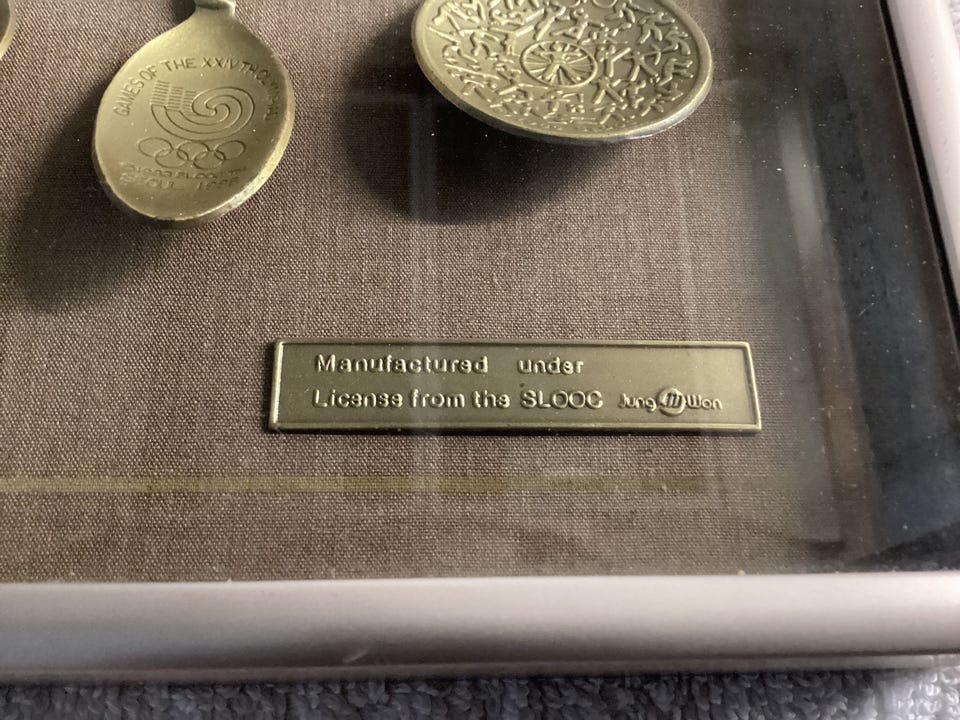 GAMES OF THE XXIVTH OLYMPIAD
SEOUL 1988
Manufactured under
License from the SLOOC Jung Won